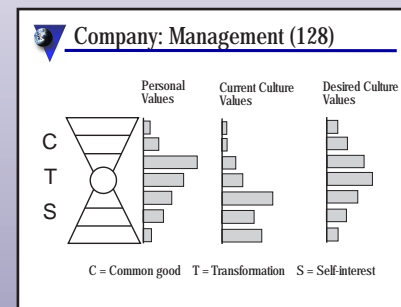 Company: Management (128)
Personal Values
Current Culture Values
Desired Culture Values
C
T
S
C = Common good T = Transformation S = Self-interest